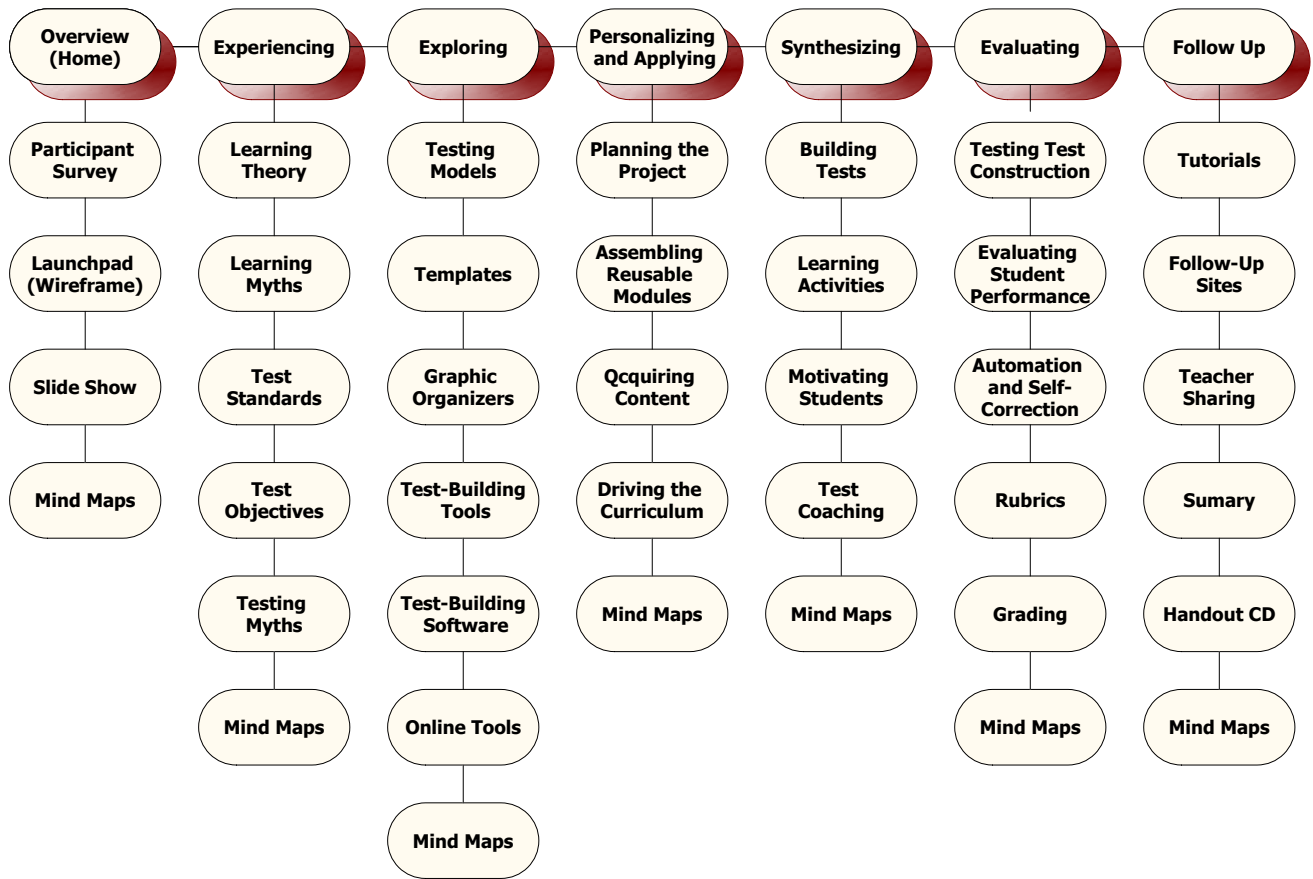 Overview
(Home)
Experiencing
Exploring
Personalizing
and Applying
Synthesizing
Evaluating
Follow Up
Participant
Survey
Launchpad
(Wireframe)
Slide Show
Mind Maps
Learning
Theory
Learning
Myths
Test
Standards
Test
Objectives
Testing
Myths
Mind Maps
Testing
Models
Templates
Graphic
Organizers
Test-Building
Tools
Test-Building
Software
Online Tools
Mind Maps
Planning the
Project
Assembling
Reusable
Modules
Qcquiring
Content
Driving the
Curriculum
Mind Maps
Building
Tests
Learning
Activities
Motivating
Students
Test
Coaching
Mind Maps
Testing Test
Construction
Evaluating
Student
Performance
Automation
and Self-
Correction
Rubrics
Grading
Mind Maps
Tutorials
Follow-Up
Sites
Teacher
Sharing
Sumary
Handout CD
Mind Maps